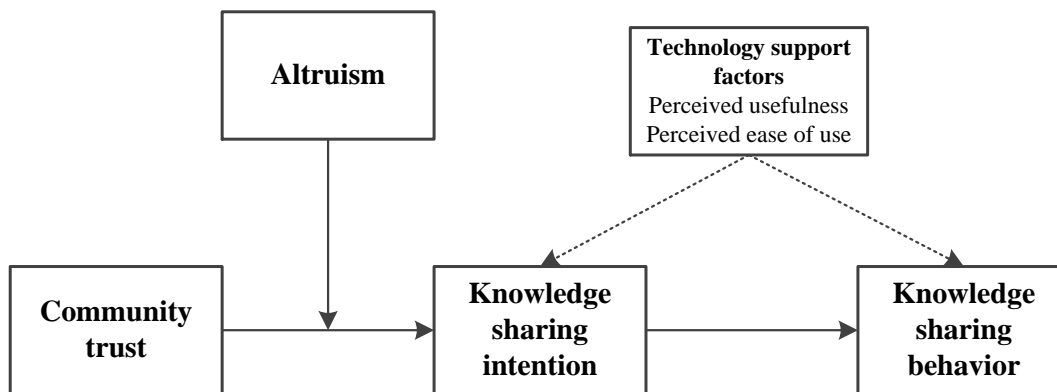 Altruism
Technology support
factors
Perceived usefulness
Perceived ease of use
Community
trust
Knowledge
sharing
intention
Knowledge
sharing
behavior